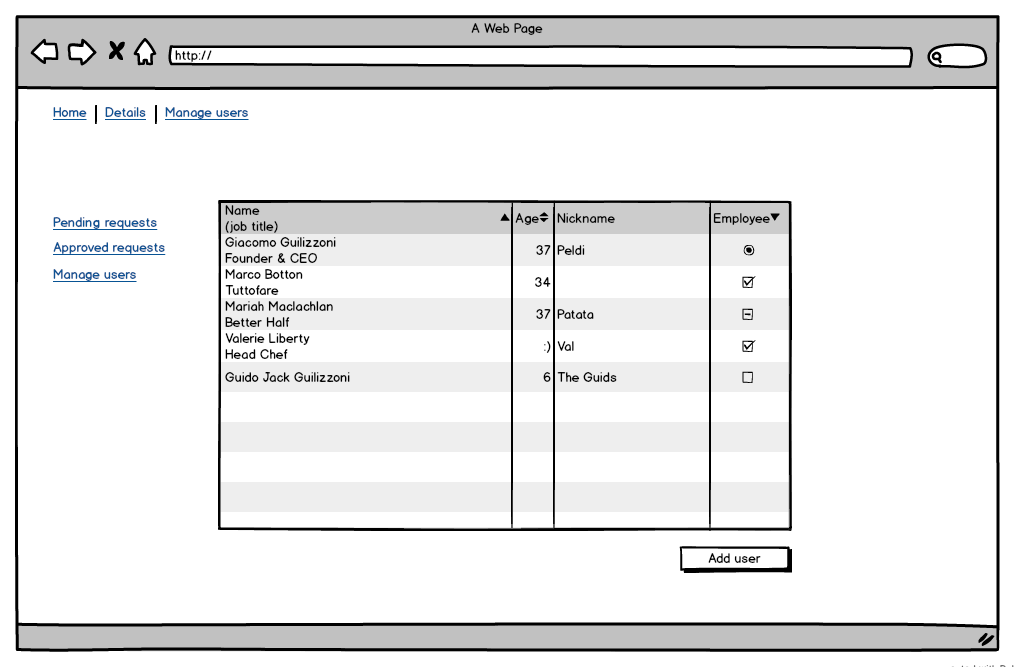 A Web Page
http://
Home Details Manage users
Pending requests
Approved requests
Manage users
Name
(job title)
Age
Nickname
Employee
Giacomo Guilizzoni
Founder & CEO
37
Peldi
Marco Botton
Tuttofare
34
Mariah Maclachlan
Better Half
37
Patata
Valerie Liberty
Head Chef
:)
Val
Guido Jack Guilizzoni
6
The Guids
Add user